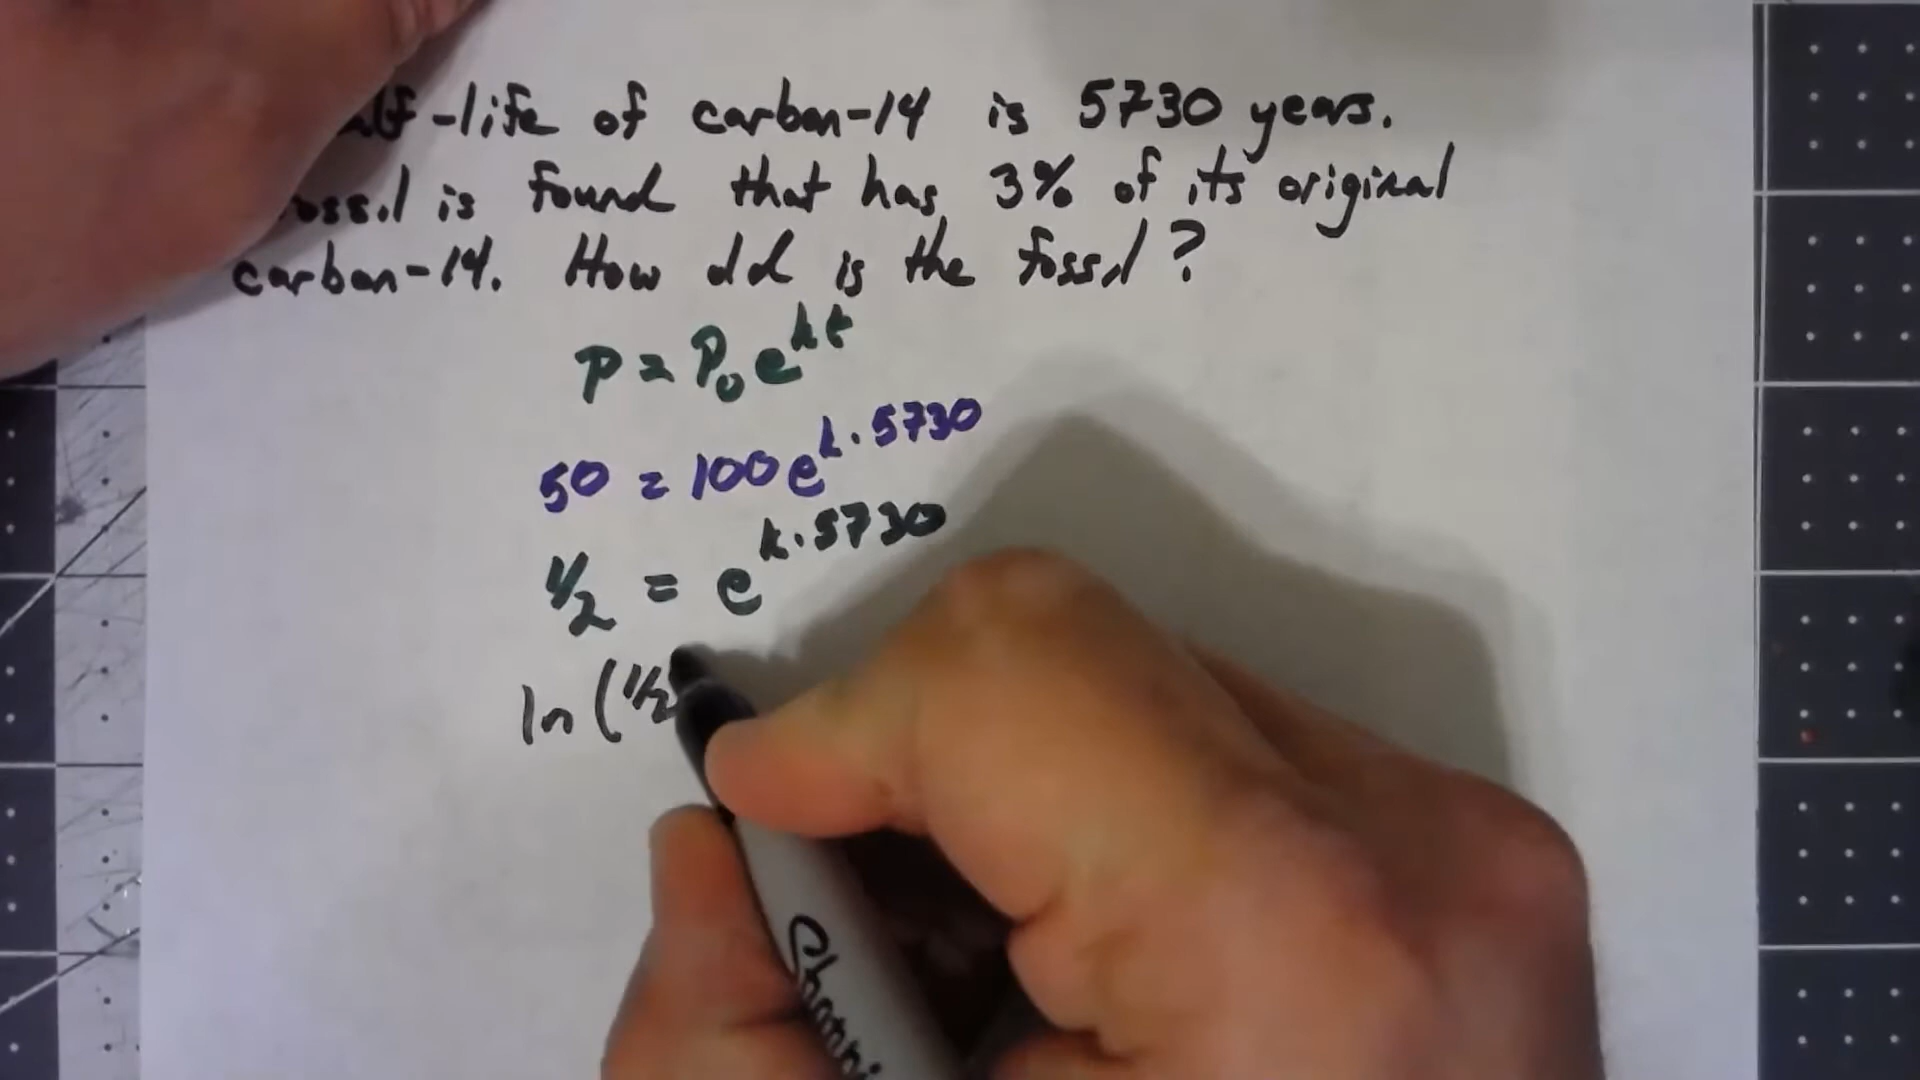 -life of carbon-14 is 5730 years.
is found that has 3% of its original
carbon-14. How old is the fossil?
P = P₀e^kt
50 = 100e^k·5730
1/2 = e^k·5730
ln(1/2
Sharpi